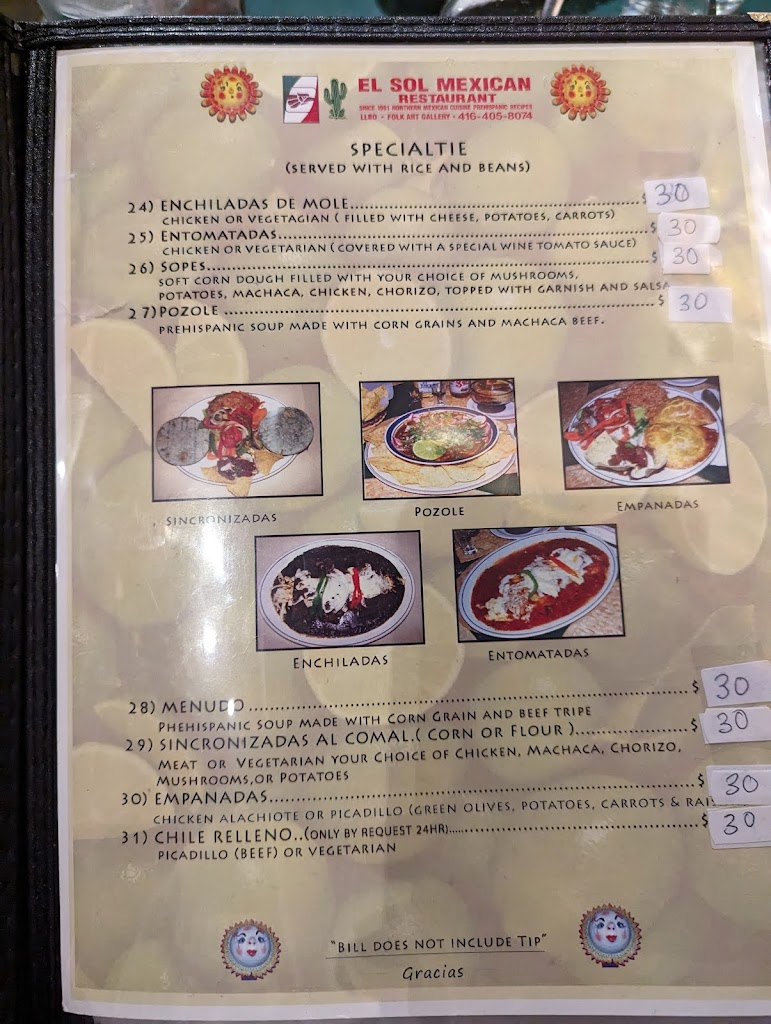 EL SOL MEXICAN
RESTAURANT
SINCE 1991 NORTHERN MEXICAN CUISINE PREHISPANIC RECIPES
LLBO • FOLK ART GALLERY • 416-405-8074
SPECIALTIE
(SERVED WITH RICE AND BEANS)
24) ENCHILADAS DE MOLE..............................$ 30
CHICKEN OR VEGETAGIAN ( FILLED WITH CHEESE, POTATOES, CARROTS)
25) ENTOMATADAS..............................$ 30
CHICKEN OR VEGETARIAN ( COVERED WITH A SPECIAL WINE TOMATO SAUCE)
26) SOPES..............................$ 30
SOFT CORN DOUGH FILLED WITH YOUR CHOICE OF MUSHROOMS,
POTATOES, MACHACA, CHICKEN, CHORIZO, TOPPED WITH GARNISH AND SALSA
27)POZOLE ..............................$ 30
PREHISPANIC SOUP MADE WITH CORN GRAINS AND MACHACA BEEF.
SINCRONIZADAS
POZOLE
EMPANADAS
ENCHILADAS
ENTOMATADAS
28) MENUDO..............................$ 30
PHEHISPANIC SOUP MADE WITH CORN GRAIN AND BEEF TRIPE
29) SINCRONIZADAS AL COMAL.( CORN OR FLOUR )....................$ 30
MEAT OR VEGETARIAN YOUR CHOICE OF CHICKEN, MACHACA, CHORIZO,
MUSHROOMS,OR POTATOES
30) EMPANADAS..............................$ 30
CHICKEN ALACHIOTE OR PICADILLO (GREEN OLIVES, POTATOES, CARROTS &
31) CHILE RELLENO..(ONLY BY REQUEST 24HR)..............................$ 30
PICADILLO (BEEF) OR VEGETARIAN
"BILL DOES NOT INCLUDE TIP"
Gracias